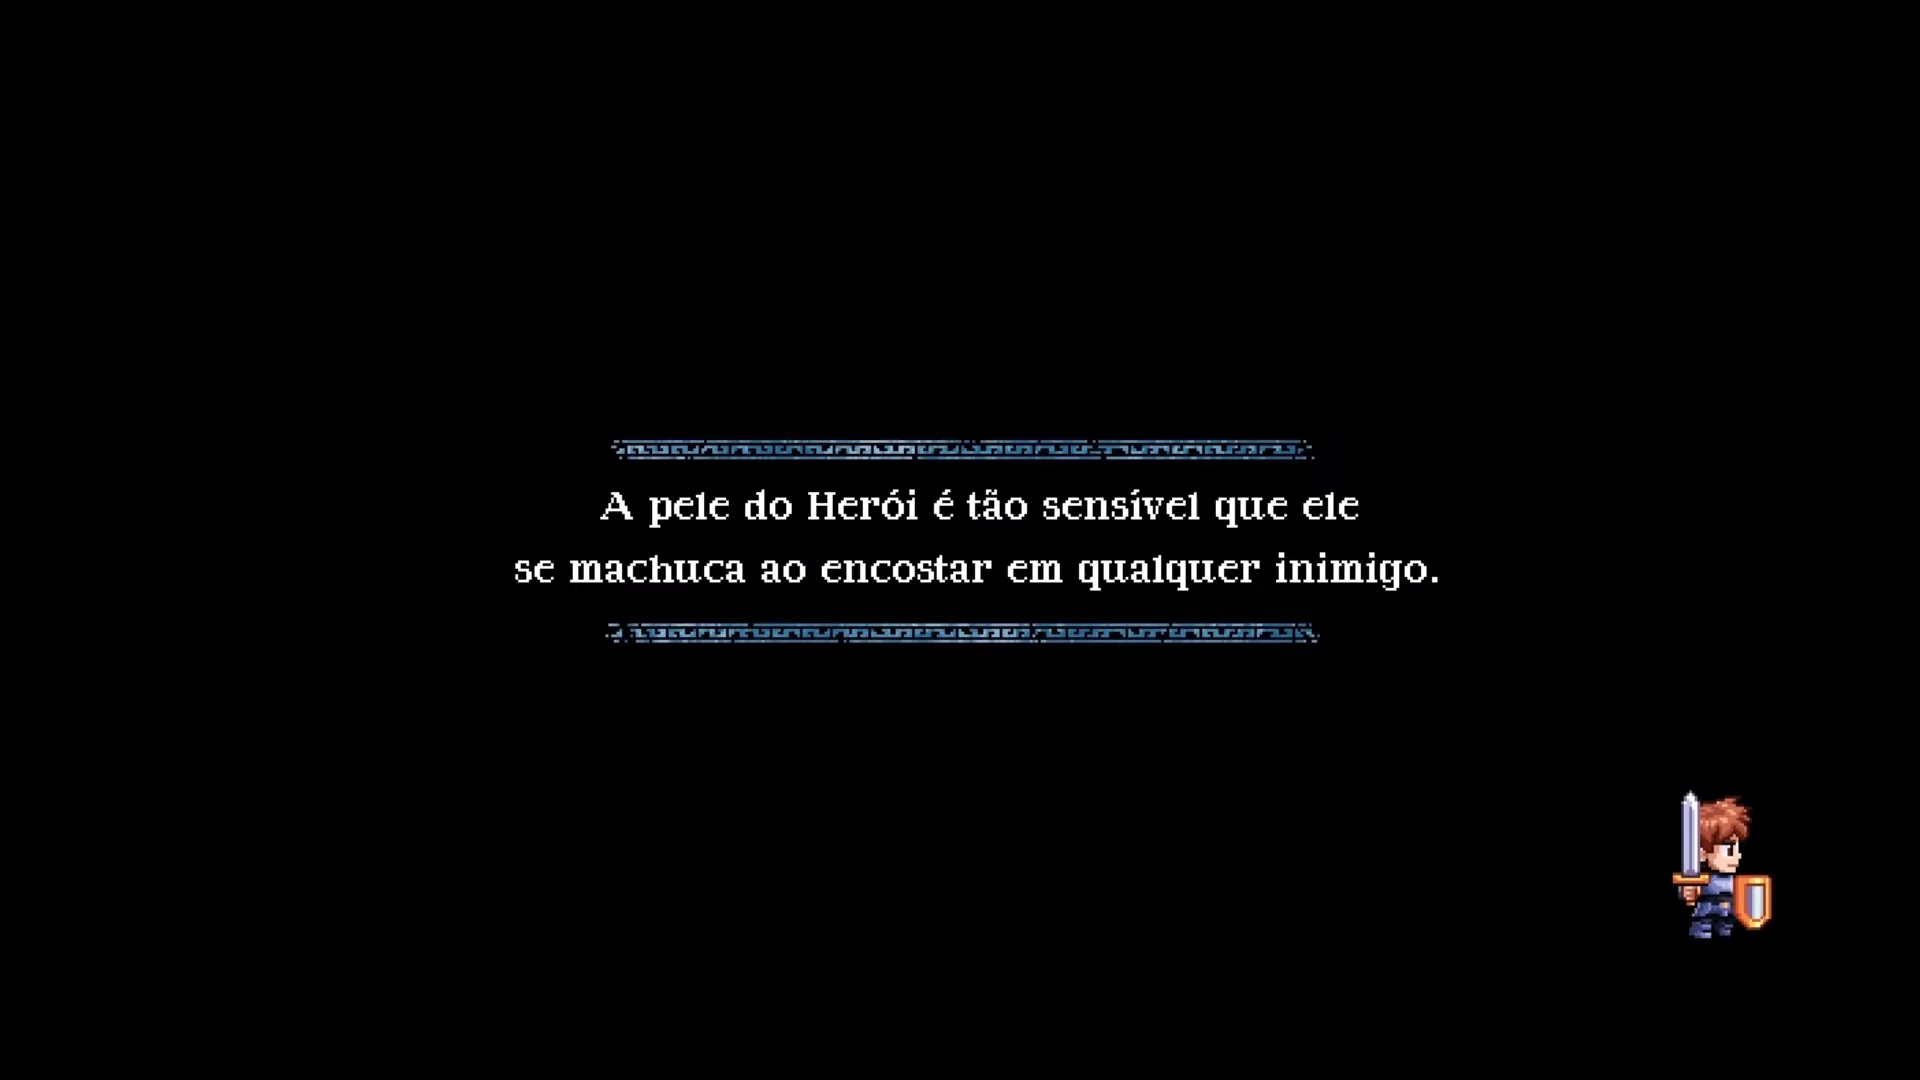 A pele do Herói é tão sensível que ele
se machuca ao encostar em qualquer inimigo.